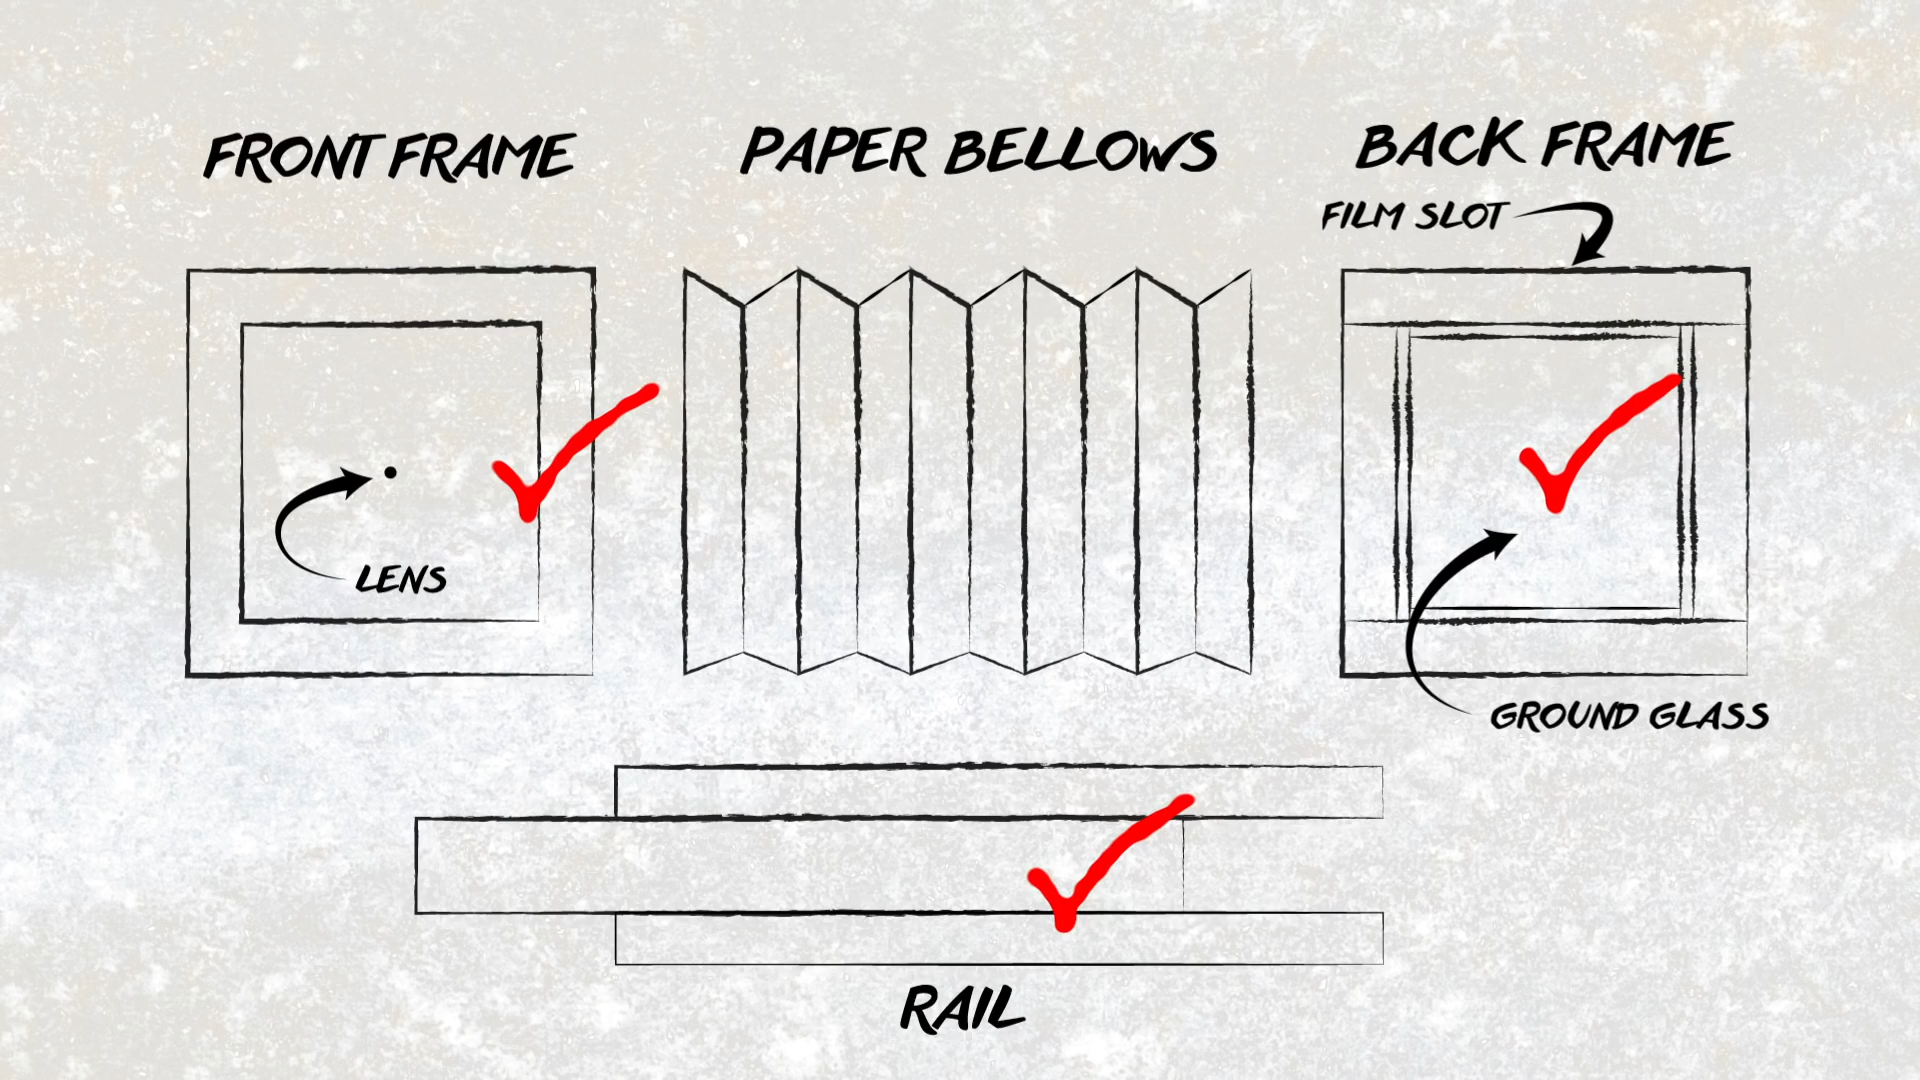 FRONT FRAME
PAPER BELLOWS
BACK FRAME
FILM SLOT
LENS
GROUND GLASS
RAIL